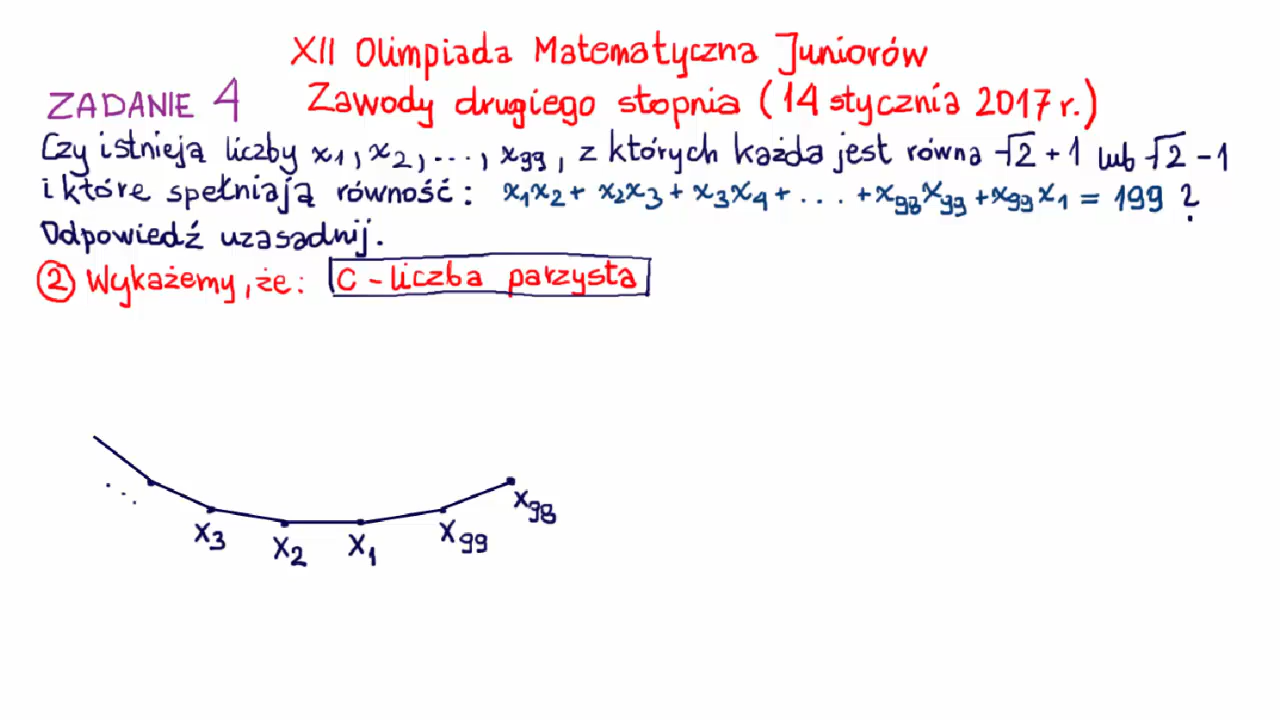 XII Olimpiada Matematyczna Juniorów
ZADANIE 4 Zawody drugiego stopnia (14 stycznia 2017 r.)
Czy istnieją liczby x₁, x₂, ..., x₉₉, z których każda jest równa √2 + 1 lub √2 - 1
i które spełniają równość: x₁x₂ + x₂x₃ + x₃x₄ + ... + x₉₈x₉₉ + x₉₉x₁ = 199 ?
Odpowiedź uzasadnij.
② Wykażemy, że: C - liczba parzysta
... x₃ x₂ x₁ x₉₉ x₉₈